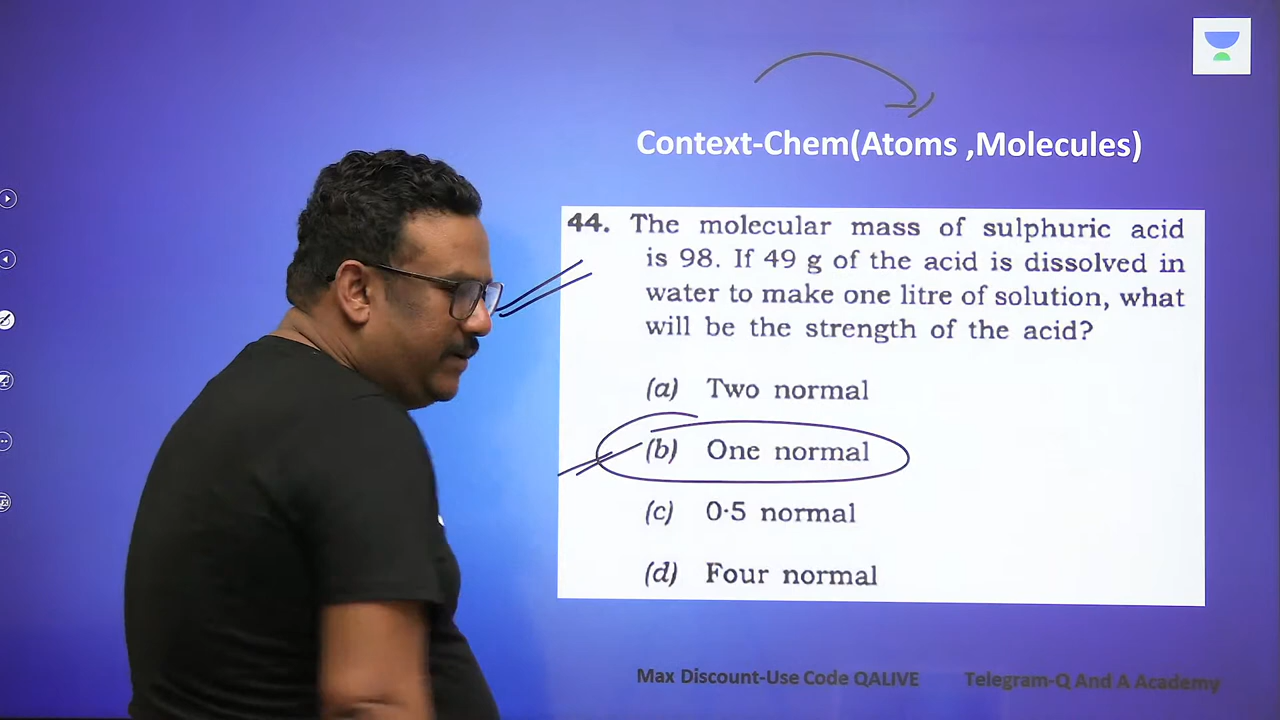 Context-Chem(Atoms ,Molecules)
44. The molecular mass of sulphuric acid
is 98. If 49 g of the acid is dissolved in
water to make one litre of solution, what
will be the strength of the acid?
(a) Two normal
(b) One normal
(c) 0·5 normal
(d) Four normal
Max Discount-Use Code QALIVE Telegram-Q And A Academy